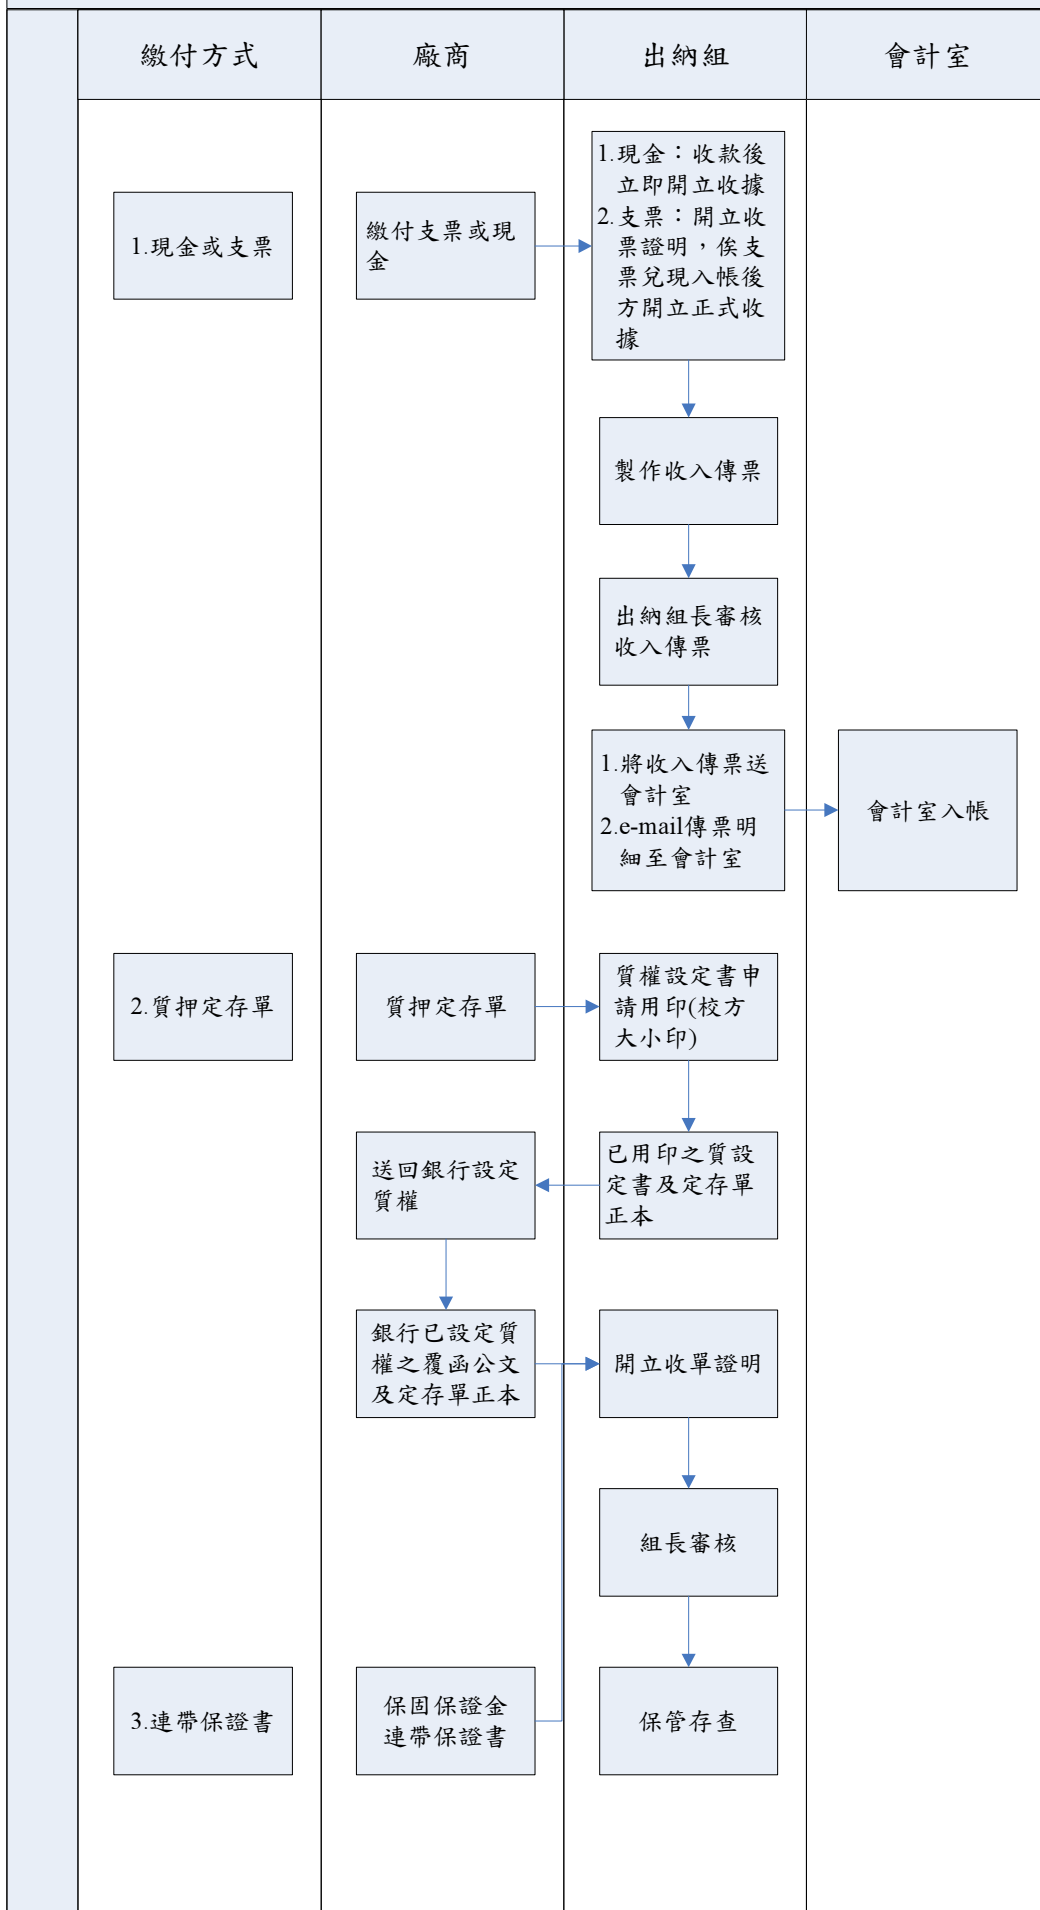 繳付方式
廠商
出納組
會計室
1.現金或支票
繳付支票或現
金
1.現金：收款後
立即開立收據
2.支票：開立收
票證明，俟支
票兌現入帳後
方開立正式收
據
製作收入傳票
出納組長審核
收入傳票
1.將收入傳票送
會計室
2.e-mail傳票明
細至會計室
會計室入帳
2.質押定存單
質押定存單
質權設定書申
請用印(校方
大小印)
送回銀行設定
質權
已用印之質設
定書及定存單
正本
銀行已設定質
權之覆函公文
及定存單正本
開立收單證明
組長審核
3.連帶保證書
保固保證金
連帶保證書
保管存查